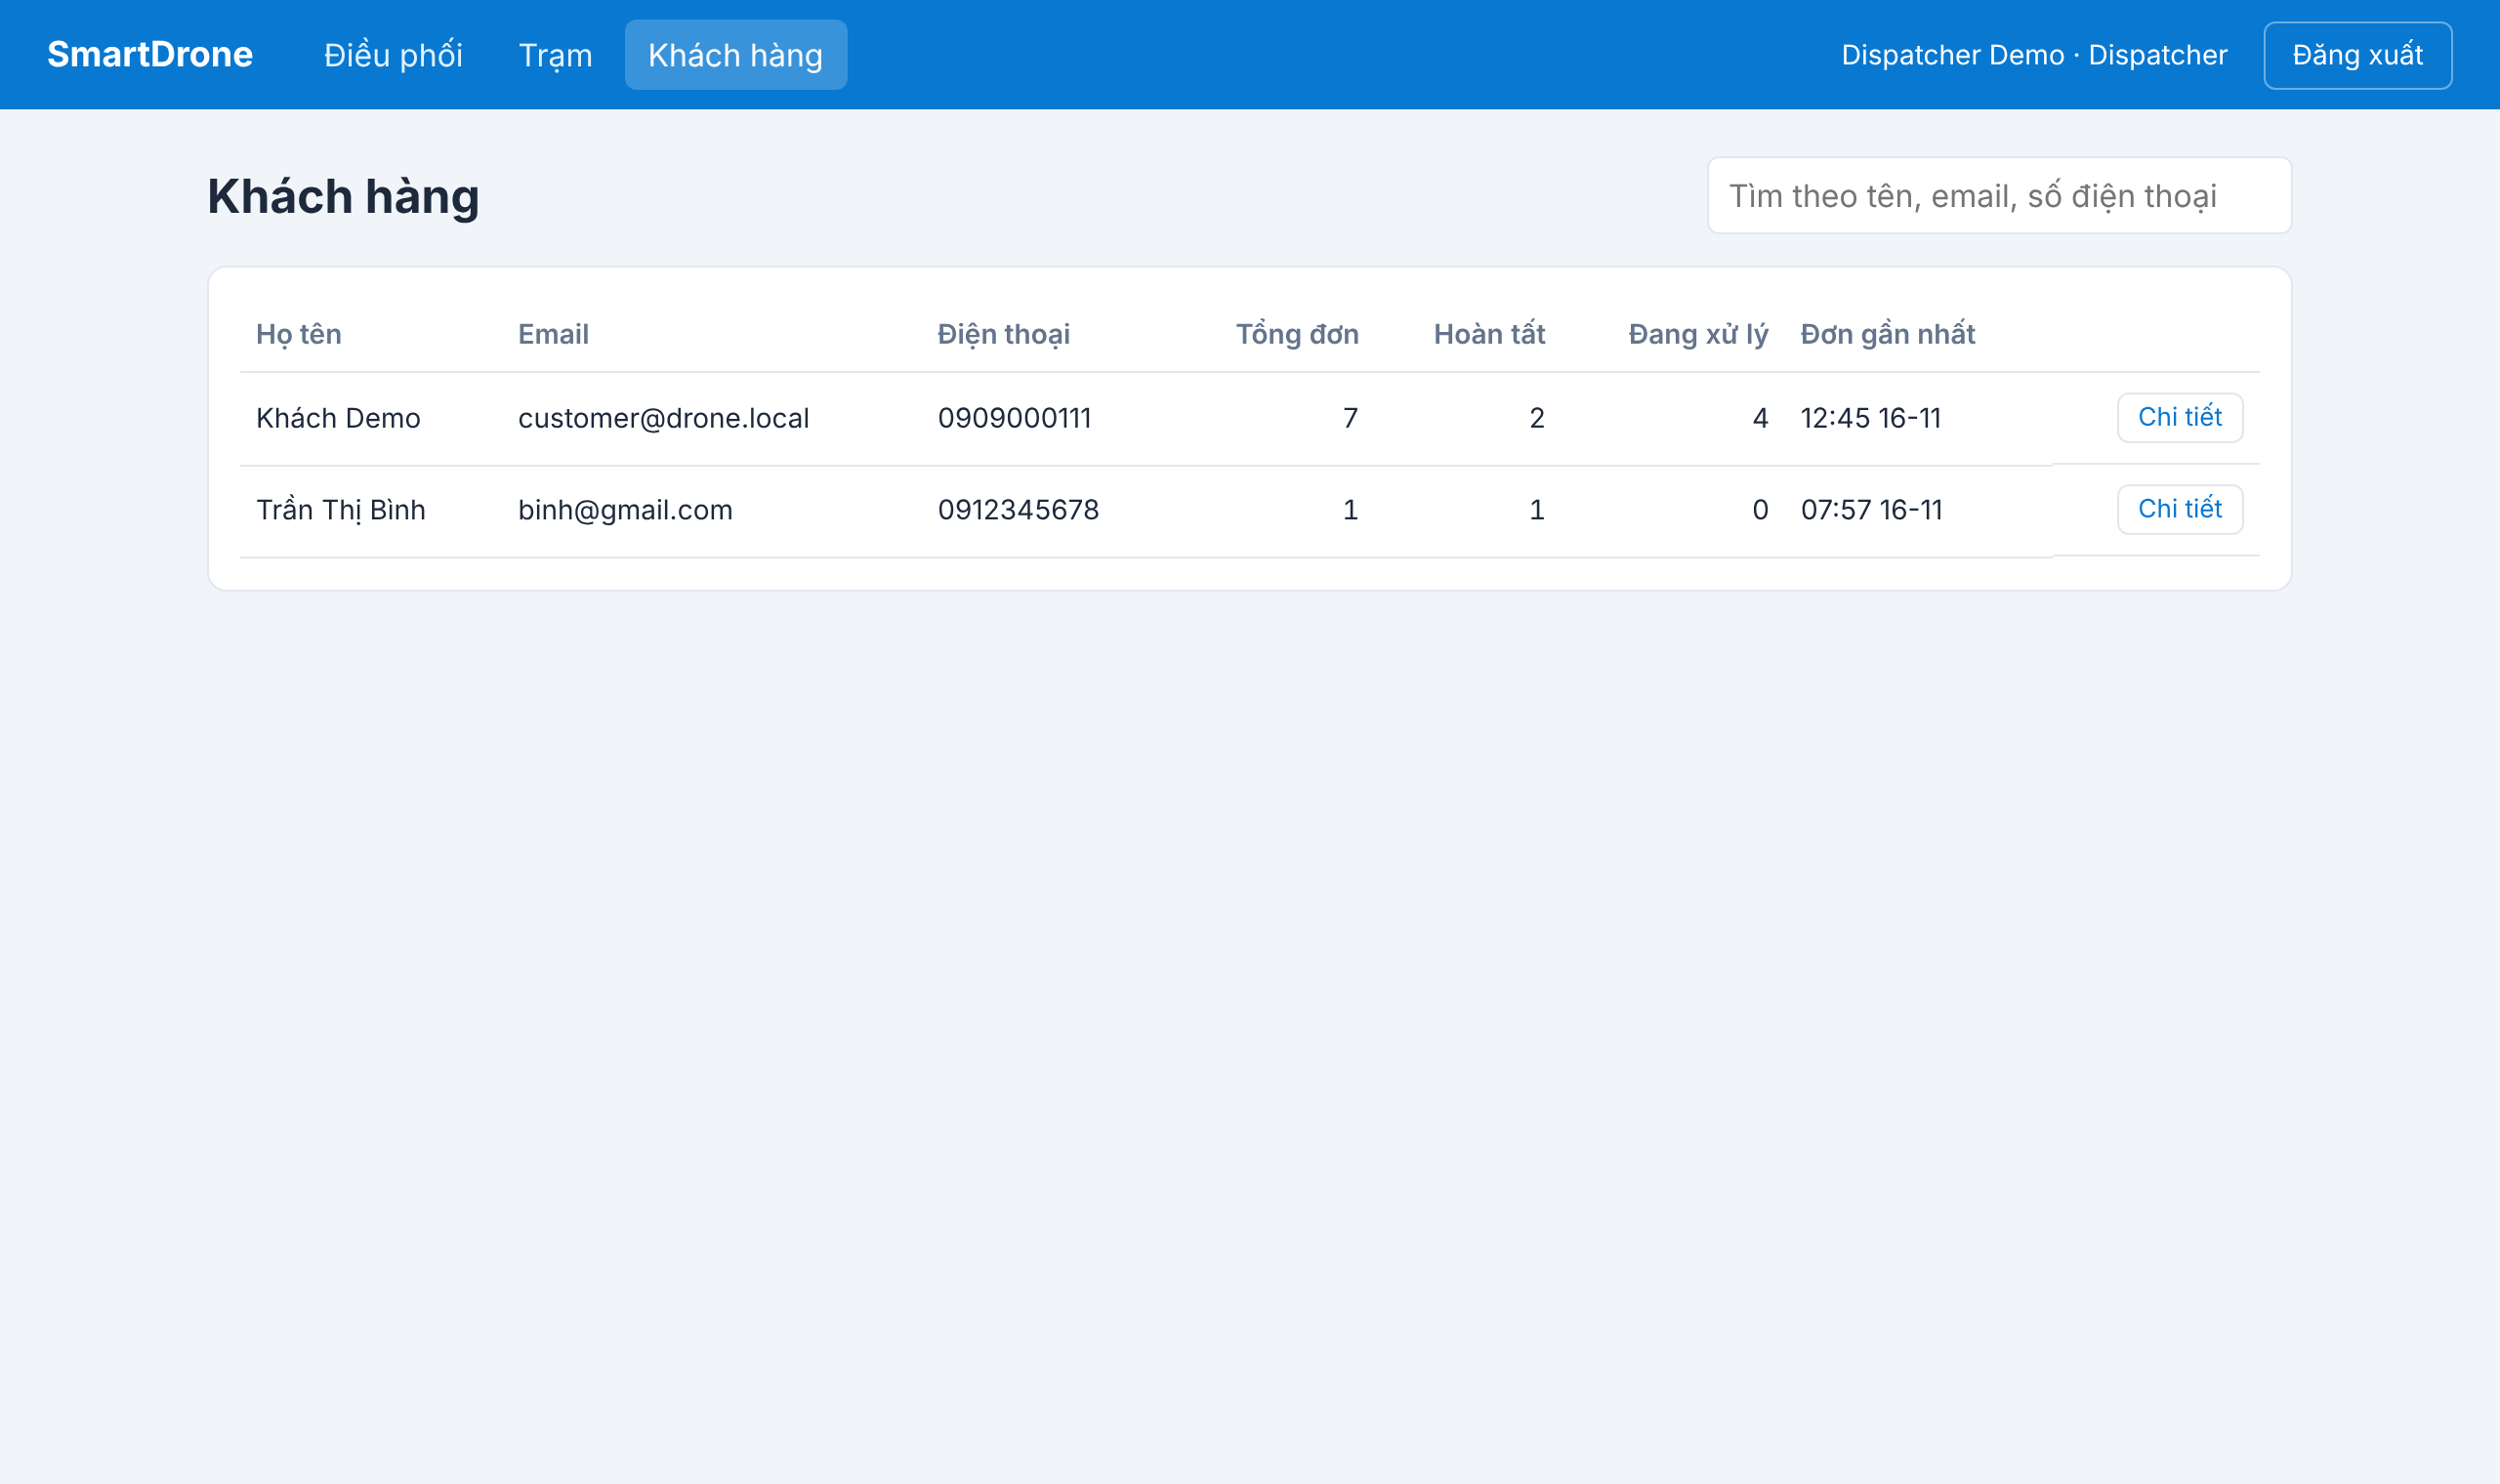 SmartDrone Điều phối Trạm Khách hàng Dispatcher Demo · Dispatcher Đăng xuất
Khách hàng Tìm theo tên, email, số điện thoại
Họ tên Email Điện thoại Tổng đơn Hoàn tất Đang xử lý Đơn gần nhất
Khách Demo customer@drone.local 0909000111 7 2 4 12:45 16-11 Chi tiết
Trần Thị Bình binh@gmail.com 0912345678 1 1 0 07:57 16-11 Chi tiết